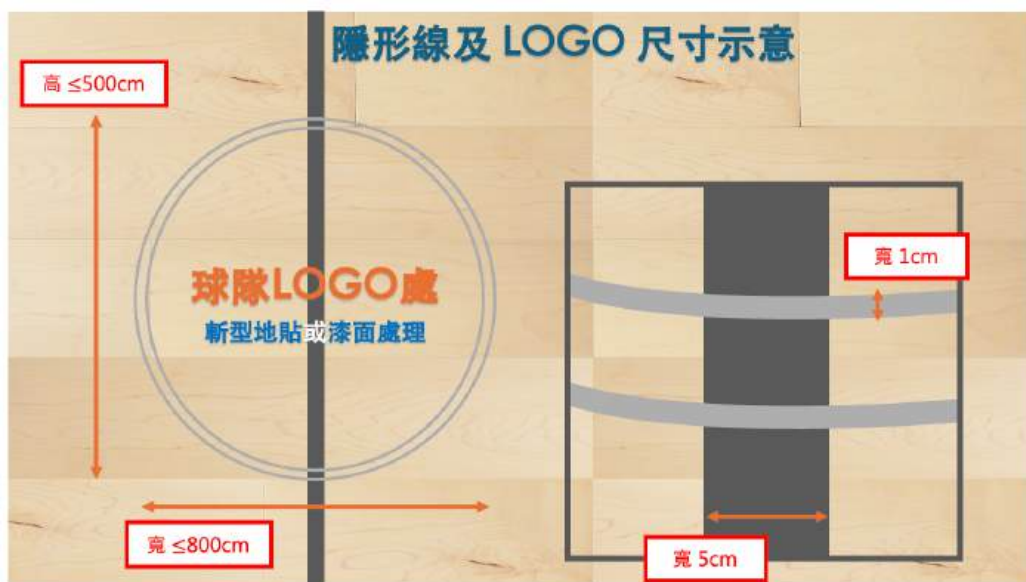 隱形線及 LOGO 尺寸示意
高 ≤500cm
球隊LOGO處
斬型地貼或漆面處理
寬 1cm
寬 ≤800cm
寬 5cm